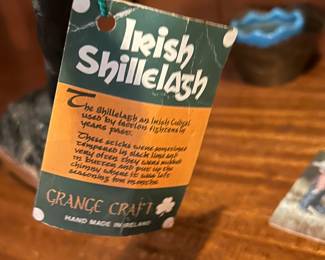 Irish
Shillelagh
The Shillelagh an Irish Cudgel
used by faction fighters in
years past.
These sticks were sometimes
tempered in slack lime and
very often they were rubbed
in butter and put up the
chimny where it was left
seasoning for months
GRANGE CRAFT
HAND MADE IN IRELAND